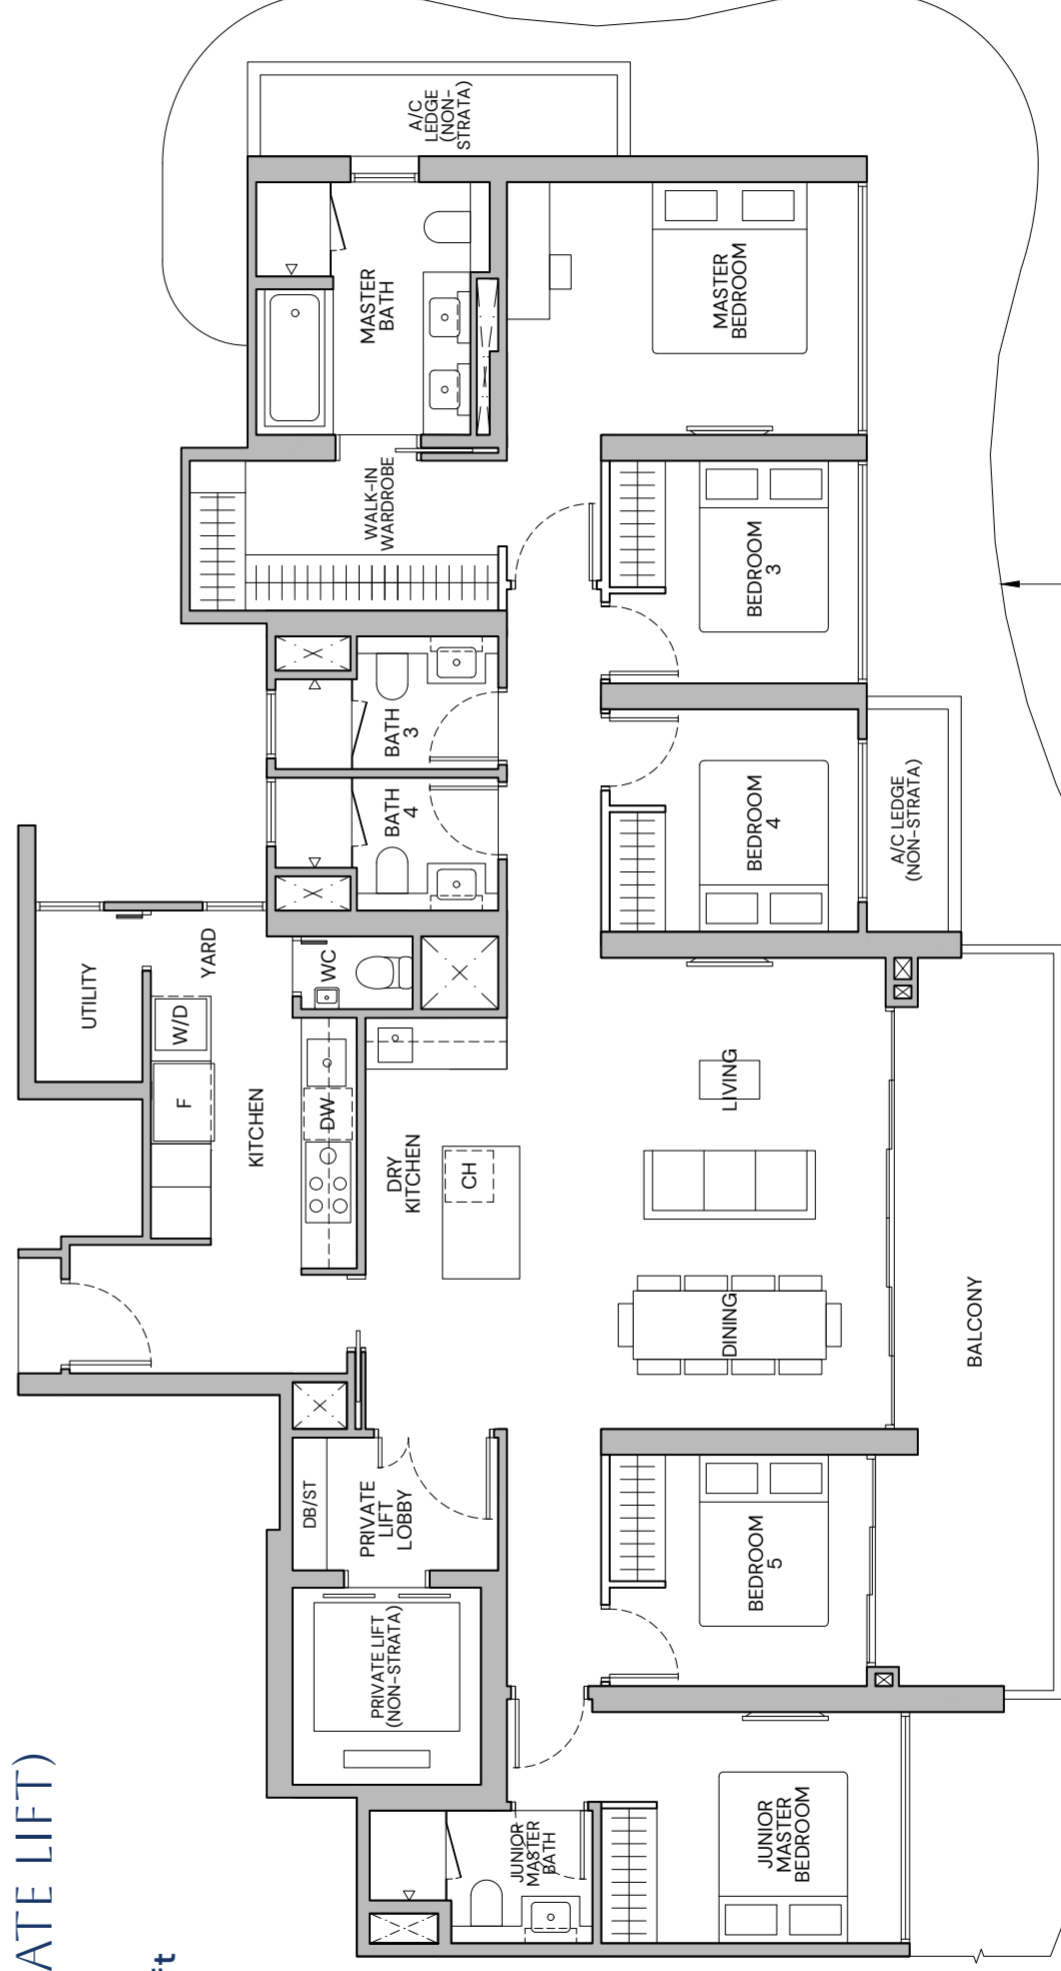 ATE LIFT)
A/C
LEDGE
(NON-
STRATA)
MASTER
BATH
MASTER
BEDROOM
WALK-IN
WARDROBE
BEDROOM
3
BATH
3
BATH
4
BEDROOM
4
A/C LEDGE
(NON-STRATA)
UTILITY
YARD
WC
W/D
F
KITCHEN
DW
DRY
KITCHEN
CH
LIVING
DINING
BALCONY
DB/ST
PRIVATE
LIFT
LOBBY
PRIVATE LIFT
(NON-STRATA)
BEDROOM
5
JUNIOR
MASTER
BATH
JUNIOR
MASTER
BEDROOM